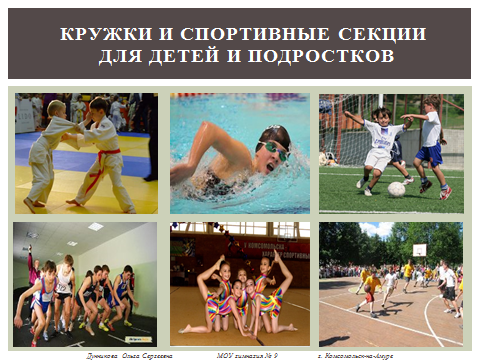 КРУЖКИ И СПОРТИВНЫЕ СЕКЦИИ
ДЛЯ ДЕТЕЙ И ПОДРОСТКОВ
Дунникова Ольга Сергеевна МОУ гимназия № 9 г. Комсомольск-на-Амуре